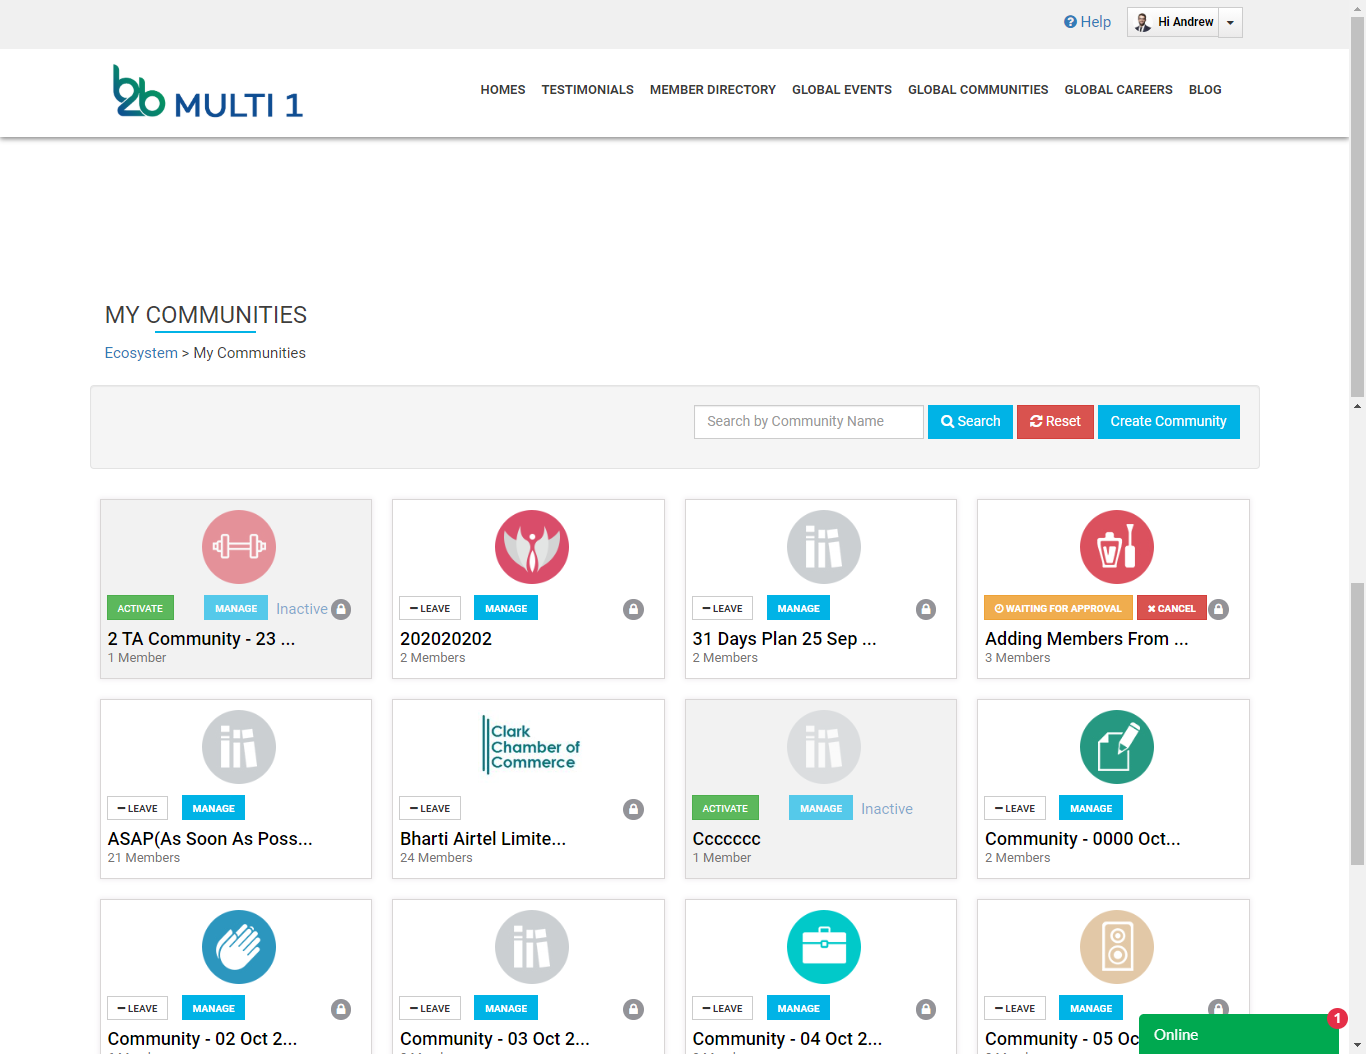 Help
Hi Andrew
b2b MULTI 1
HOMES TESTIMONIALS MEMBER DIRECTORY GLOBAL EVENTS GLOBAL COMMUNITIES GLOBAL CAREERS BLOG
MY COMMUNITIES
Ecosystem > My Communities
Search by Community Name Search Reset Create Community
ACTIVATE MANAGE Inactive
2 TA Community - 23 ...
1 Member
LEAVE MANAGE
202020202
2 Members
LEAVE MANAGE
31 Days Plan 25 Sep ...
2 Members
WAITING FOR APPROVAL CANCEL
Adding Members From ...
3 Members
LEAVE MANAGE
ASAP(As Soon As Poss...
21 Members
Clark
Chamber of
Commerce
LEAVE
Bharti Airtel Limite...
24 Members
ACTIVATE MANAGE Inactive
Ccccccc
1 Member
LEAVE MANAGE
Community - 0000 Oct...
2 Members
LEAVE MANAGE
Community - 02 Oct 2...
LEAVE MANAGE
Community - 03 Oct 2...
LEAVE MANAGE
Community - 04 Oct 2...
LEAVE MANAGE
Community - 05 Oc
Online
1